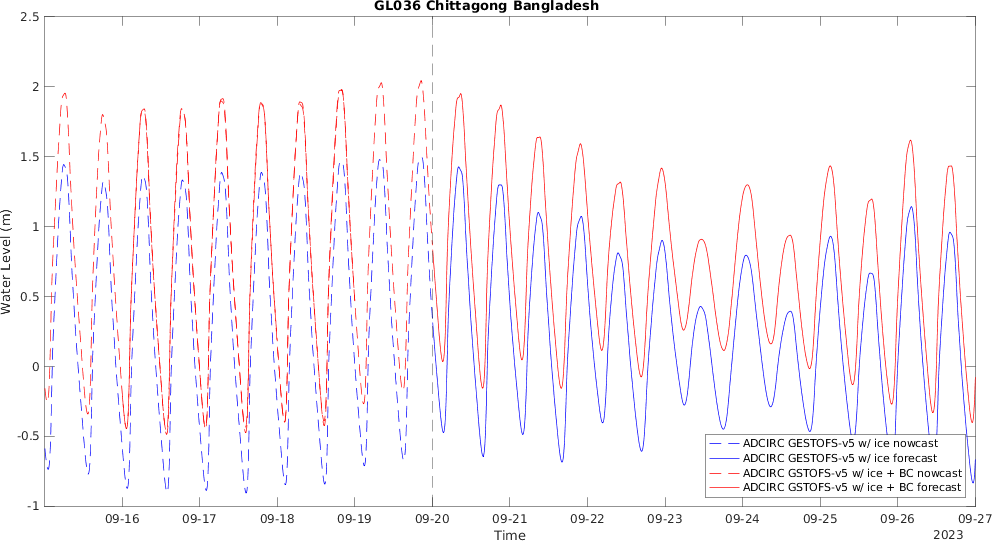 GL036 Chittagong Bangladesh
2.5
2
1.5
1
0.5
0
-0.5
-1
Water Level (m)
ADCIRC GESTOFS-v5 w/ ice nowcast
ADCIRC GESTOFS-v5 w/ ice forecast
ADCIRC GSTOFS-v5 w/ ice + BC nowcast
ADCIRC GSTOFS-v5 w/ ice + BC forecast
09-16 09-17 09-18 09-19 09-20 09-21 09-22 09-23 09-24 09-25 09-26 09-27
Time
2023